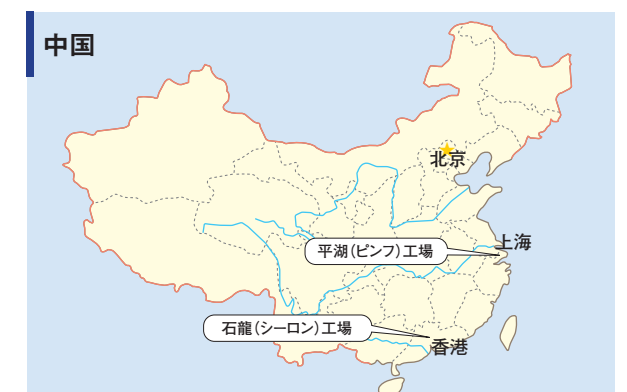 中国
北京
上海
平湖（ピンフ）工場
石龍（シーロン）工場
香港